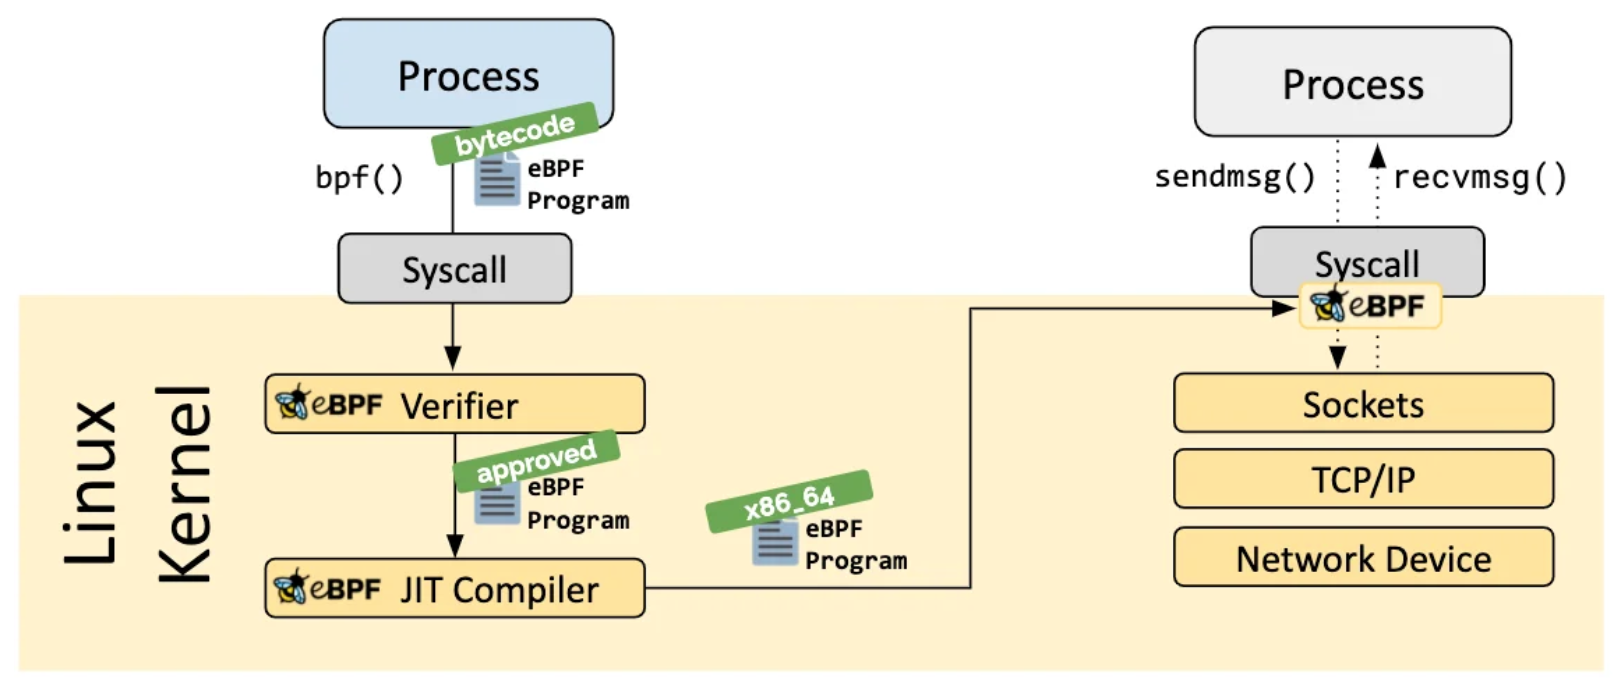 Process
bytecode
bpf()
eBPF
Program
Syscall
Linux
Kernel
eBPF Verifier
approved
eBPF
Program
eBPF JIT Compiler
x86_64
eBPF
Program
Process
sendmsg()
recvmsg()
Syscall
eBPF
Sockets
TCP/IP
Network Device